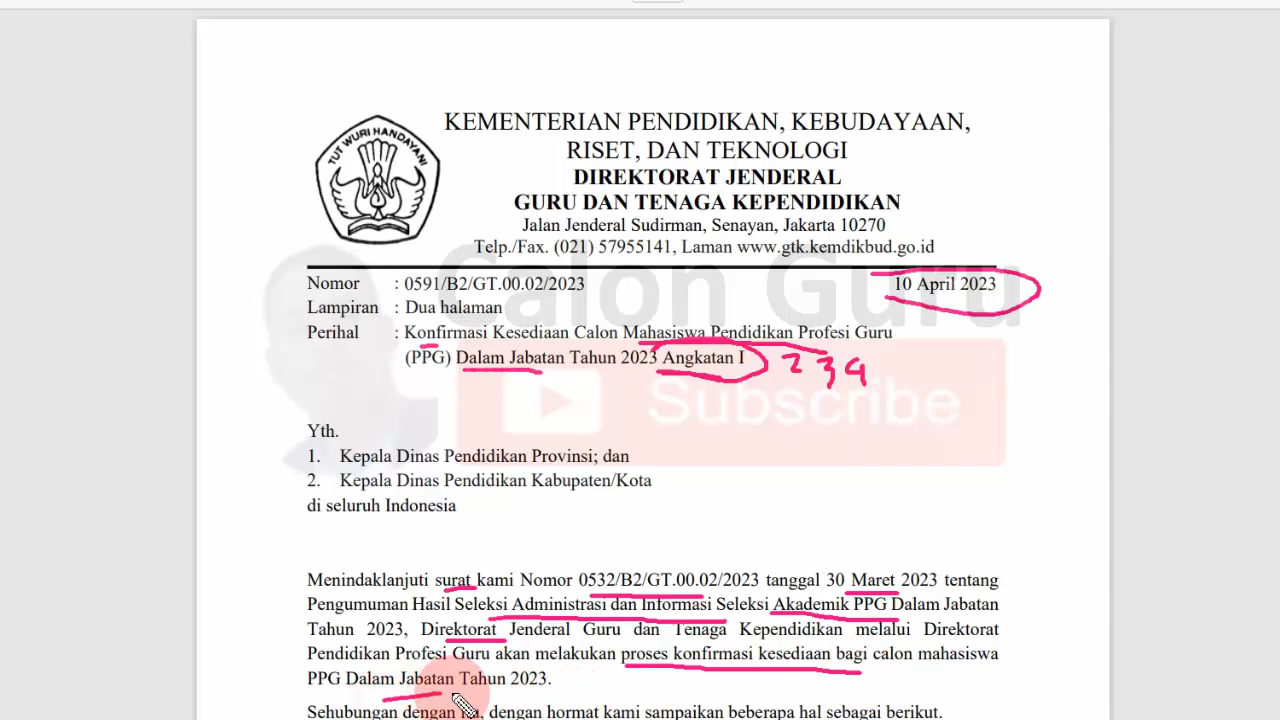 KEMENTERIAN PENDIDIKAN, KEBUDAYAAN,
RISET, DAN TEKNOLOGI
DIREKTORAT JENDERAL
GURU DAN TENAGA KEPENDIDIKAN
Jalan Jenderal Sudirman, Senayan, Jakarta 10270
Telp./Fax. (021) 57955141, Laman www.gtk.kemdikbud.go.id
TUT WURI HANDAYANI
Calon Guru
Nomor : 0591/B2/GT.00.02/2023 10 April 2023
Lampiran : Dua halaman
Perihal : Konfirmasi Kesediaan Calon Mahasiswa Pendidikan Profesi Guru
(PPG) Dalam Jabatan Tahun 2023 Angkatan I 2 3 4
Subscribe
Yth.
1. Kepala Dinas Pendidikan Provinsi; dan
2. Kepala Dinas Pendidikan Kabupaten/Kota
di seluruh Indonesia
Menindaklanjuti surat kami Nomor 0532/B2/GT.00.02/2023 tanggal 30 Maret 2023 tentang
Pengumuman Hasil Seleksi Administrasi dan Informasi Seleksi Akademik PPG Dalam Jabatan
Tahun 2023, Direktorat Jenderal Guru dan Tenaga Kependidikan melalui Direktorat
Pendidikan Profesi Guru akan melakukan proses konfirmasi kesediaan bagi calon mahasiswa
PPG Dalam Jabatan Tahun 2023.
Sehubungan dengan itu, dengan hormat kami sampaikan beberapa hal sebagai berikut.